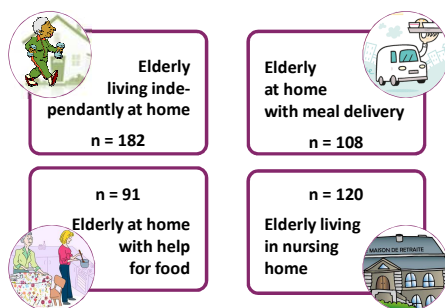 Elderly
living inde-
pendantly at home
n = 182
Elderly
at home
with meal delivery
n = 108
n = 91
Elderly at home
with help
for food
n = 120
Elderly living
in nursing
home
MAISON DE RETRAITE